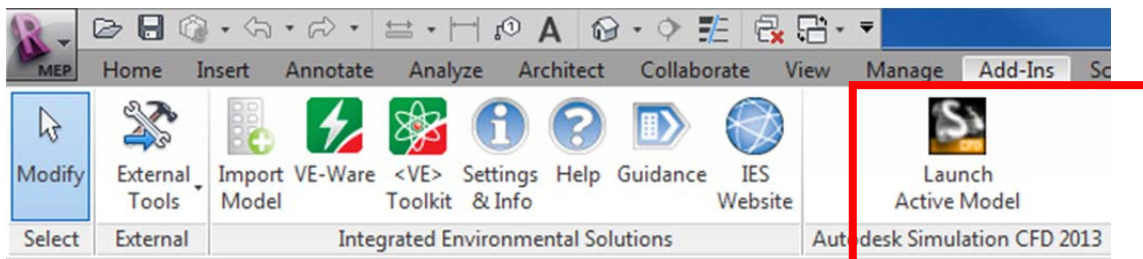 MEP Home Insert Annotate Analyze Architect Collaborate View Manage Add-Ins Sc
Modify External Tools Import Model VE-Ware <VE> Toolkit Settings & Info Help Guidance IES Website Launch Active Model
Select External Integrated Environmental Solutions Autodesk Simulation CFD 2013